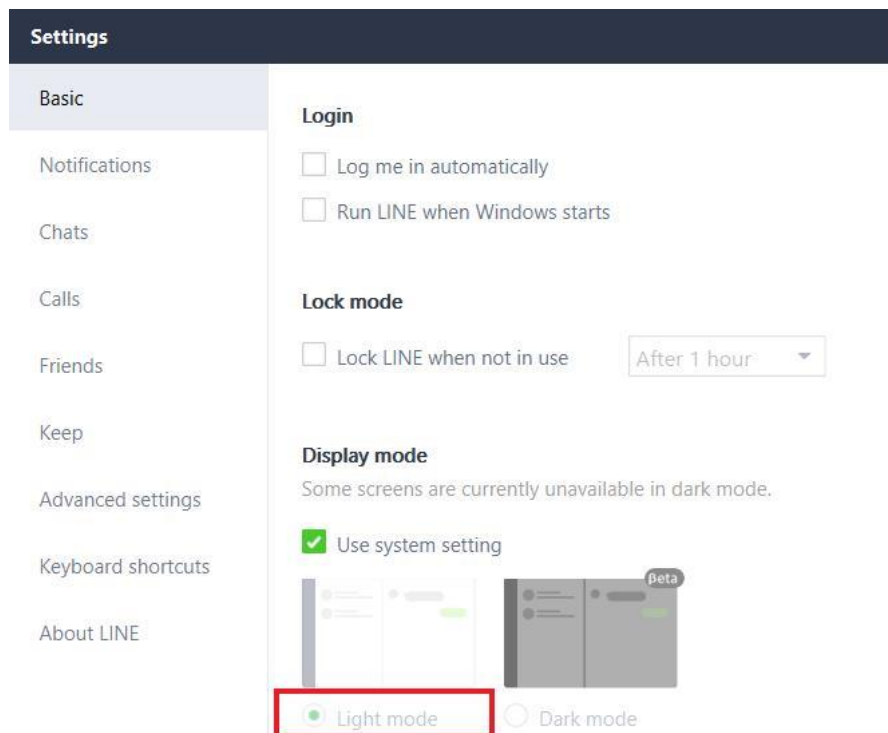 Settings
Basic
Notifications
Chats
Calls
Friends
Keep
Advanced settings
Keyboard shortcuts
About LINE
Login
Log me in automatically
Run LINE when Windows starts
Lock mode
Lock LINE when not in use
After 1 hour
Display mode
Some screens are currently unavailable in dark mode.
Use system setting
Beta
Light mode
Dark mode